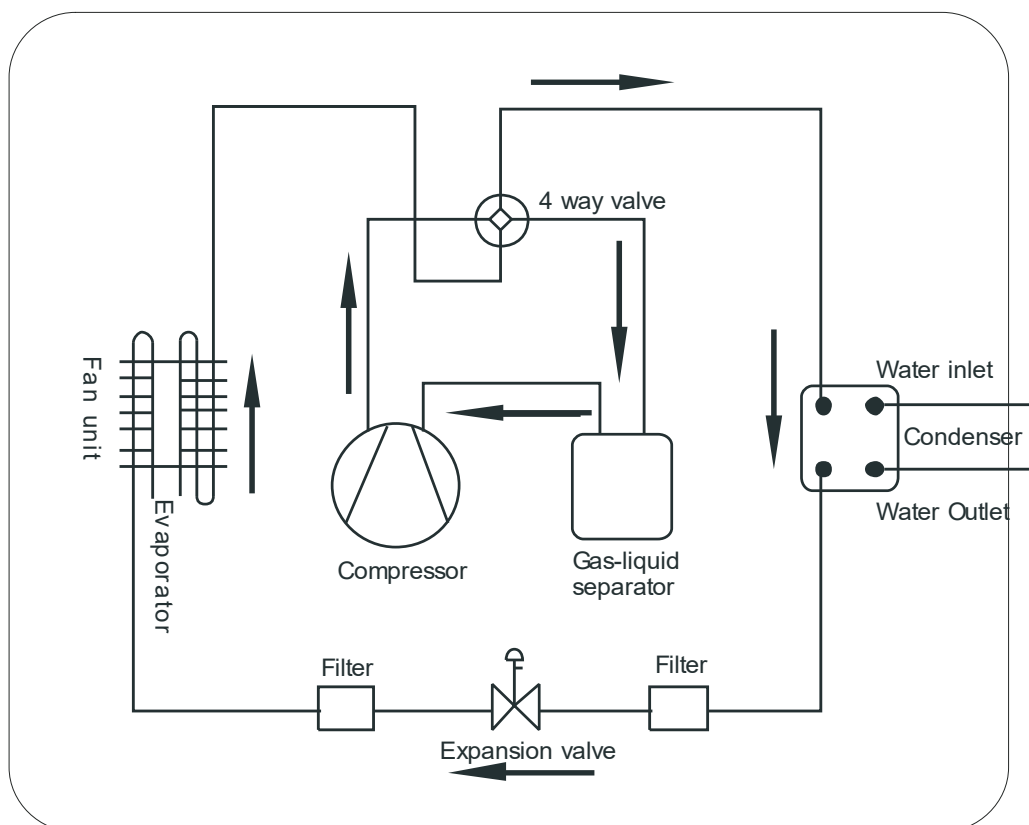 4 way valve
Fan unit
Evaporator
Water inlet
Condenser
Water Outlet
Compressor
Gas-liquid
separator
Filter
Filter
Expansion valve